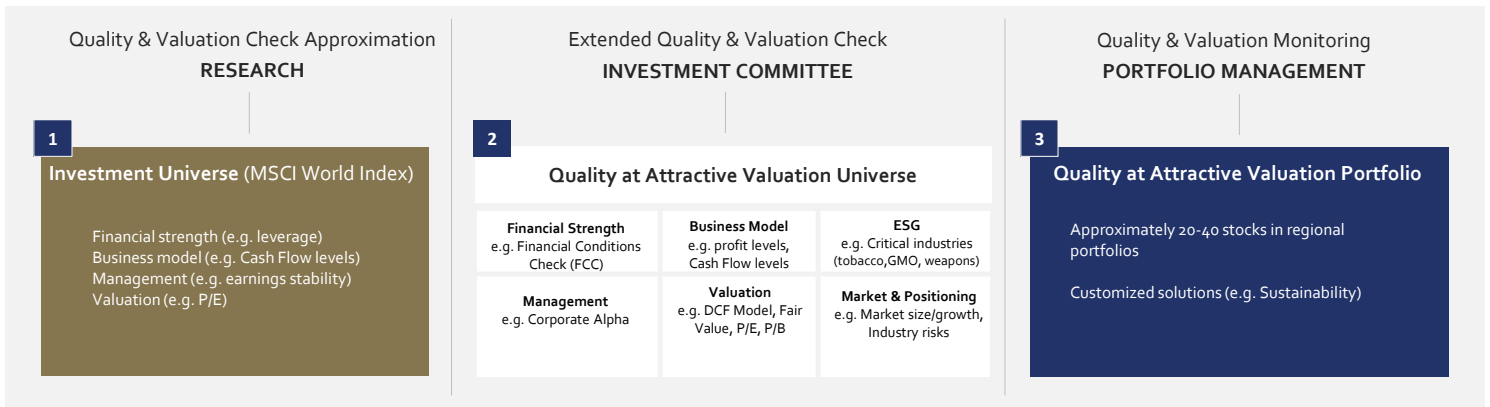 Quality & Valuation Check Approximation
RESEARCH
1
Investment Universe (MSCI World Index)
Financial strength (e.g. leverage)
Business model (e.g. Cash Flow levels)
Management (e.g. earnings stability)
Valuation (e.g. P/E)
Extended Quality & Valuation Check
INVESTMENT COMMITTEE
2
Quality at Attractive Valuation Universe
Financial Strength
e.g. Financial Conditions
Check (FCC)
Business Model
e.g. profit levels,
Cash Flow levels
ESG
e.g. Critical industries
(tobacco,GMO, weapons)
Management
e.g. Corporate Alpha
Valuation
e.g. DCF Model, Fair
Value, P/E, P/B
Market & Positioning
e.g. Market size/growth,
Industry risks
Quality & Valuation Monitoring
PORTFOLIO MANAGEMENT
3
Quality at Attractive Valuation Portfolio
Approximately 20-40 stocks in regional
portfolios
Customized solutions (e.g. Sustainability)